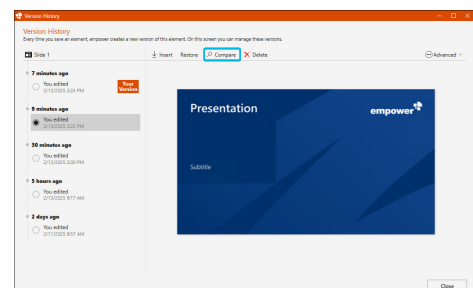 Version History
Version History
Every time you save an element, empower creates a new version of this element. On this screen you can manage these versions.
Slide 1
Insert Restore Compare Delete Advanced
7 minutes ago
You edited
2/13/2025 3:24 PM
Your Version
9 minutes ago
You edited
2/13/2025 3:22 PM
30 minutes ago
You edited
2/13/2025 3:00 PM
5 hours ago
You edited
2/13/2025 9:17 AM
2 days ago
You edited
2/11/2025 8:57 AM
Presentation
empower
Subtitle
Close